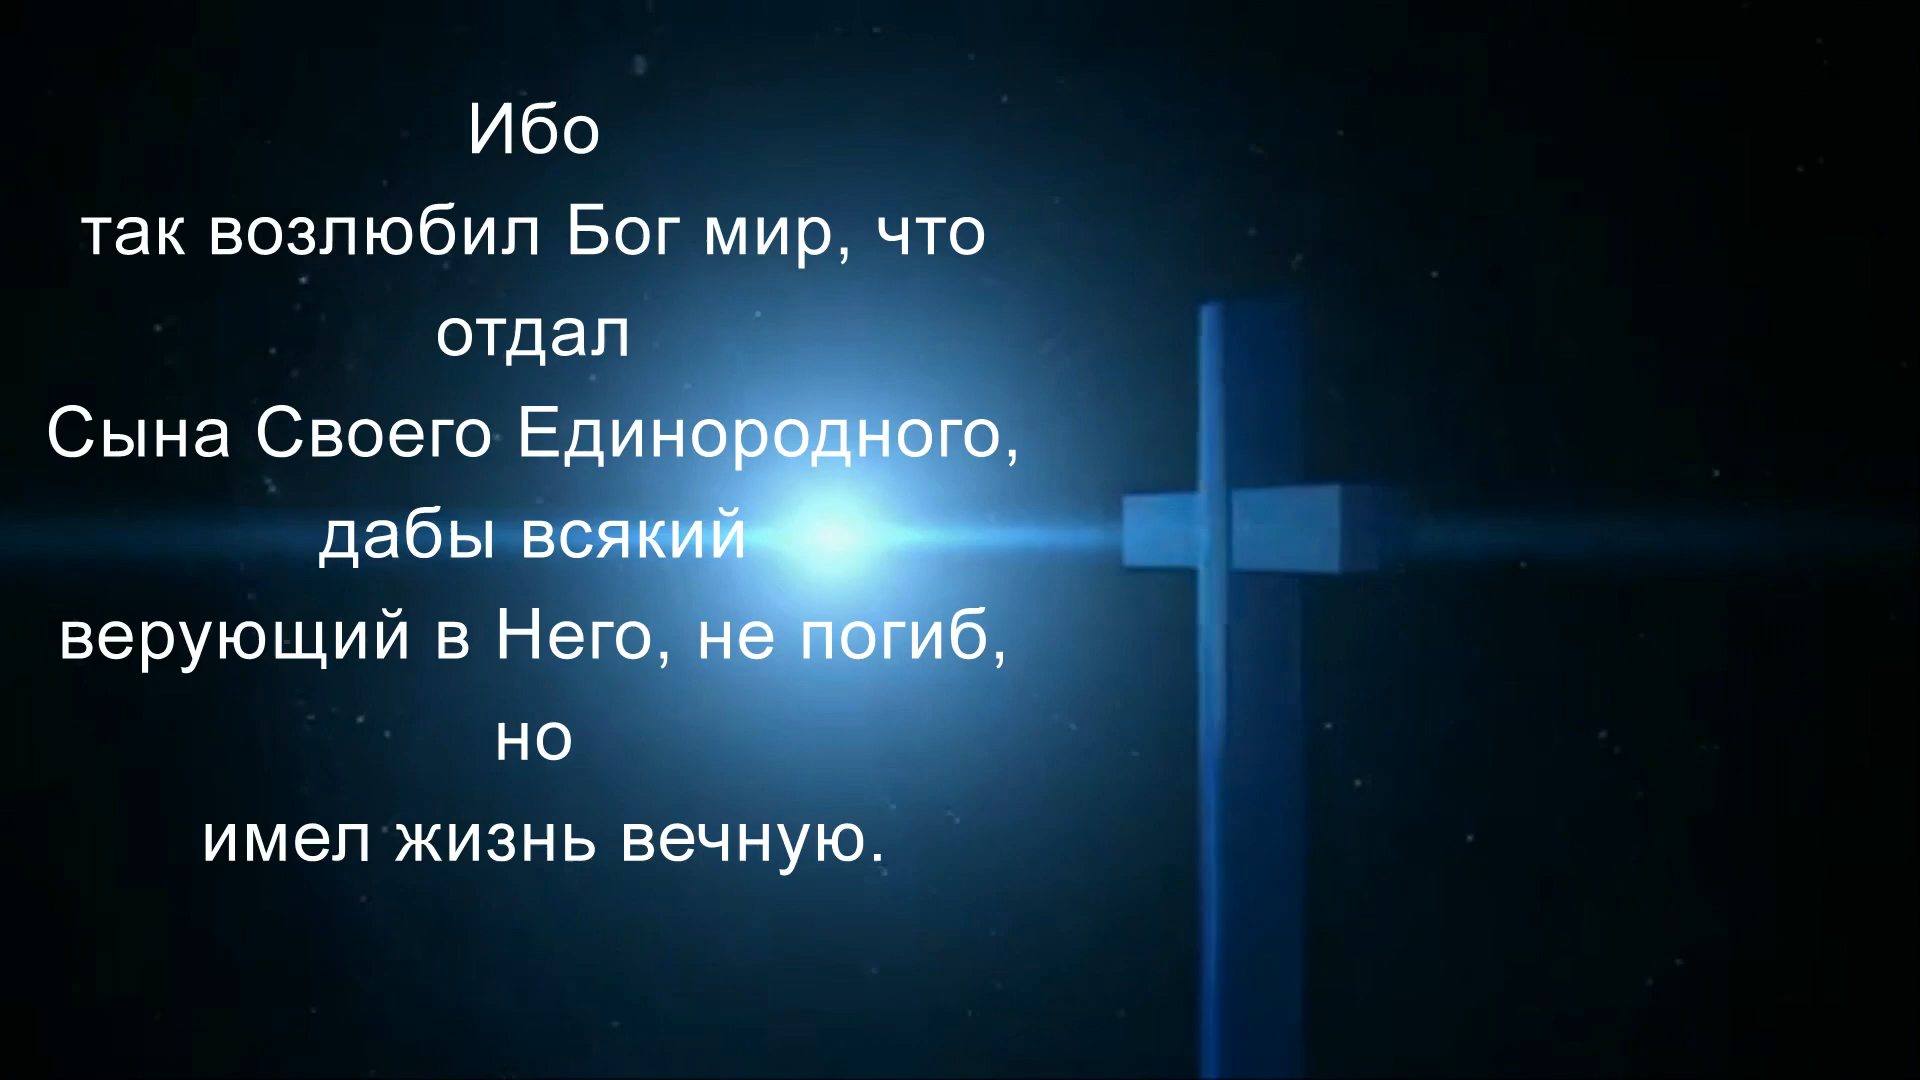 Ибо
так возлюбил Бог мир, что
отдал
Сына Своего Единородного,
дабы всякий
верующий в Него, не погиб,
но
имел жизнь вечную.